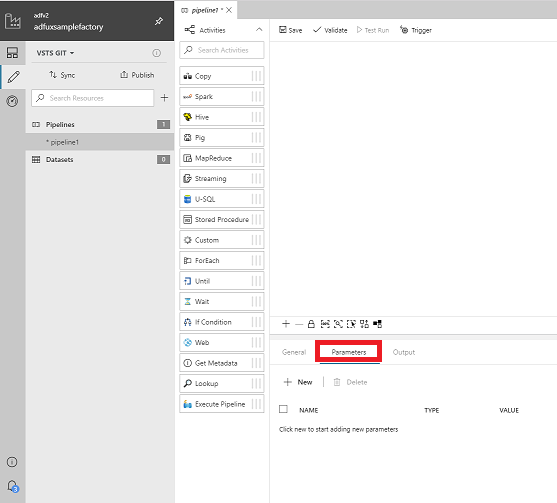 adfv2
adfuxsamplefactory
VSTS GIT
Sync
Publish
Search Resources
Pipelines 1
* pipeline1
Datasets 0
3
pipeline1 *
Activities
Search Activities
Copy
Spark
Hive
Pig
MapReduce
Streaming
U-SQL
Stored Procedure
Custom
ForEach
Until
Wait
If Condition
Web
Get Metadata
Lookup
Execute Pipeline
Save
Validate
Test Run
Trigger
General
Parameters
Output
New
Delete
NAME TYPE VALUE
Click new to start adding new parameters